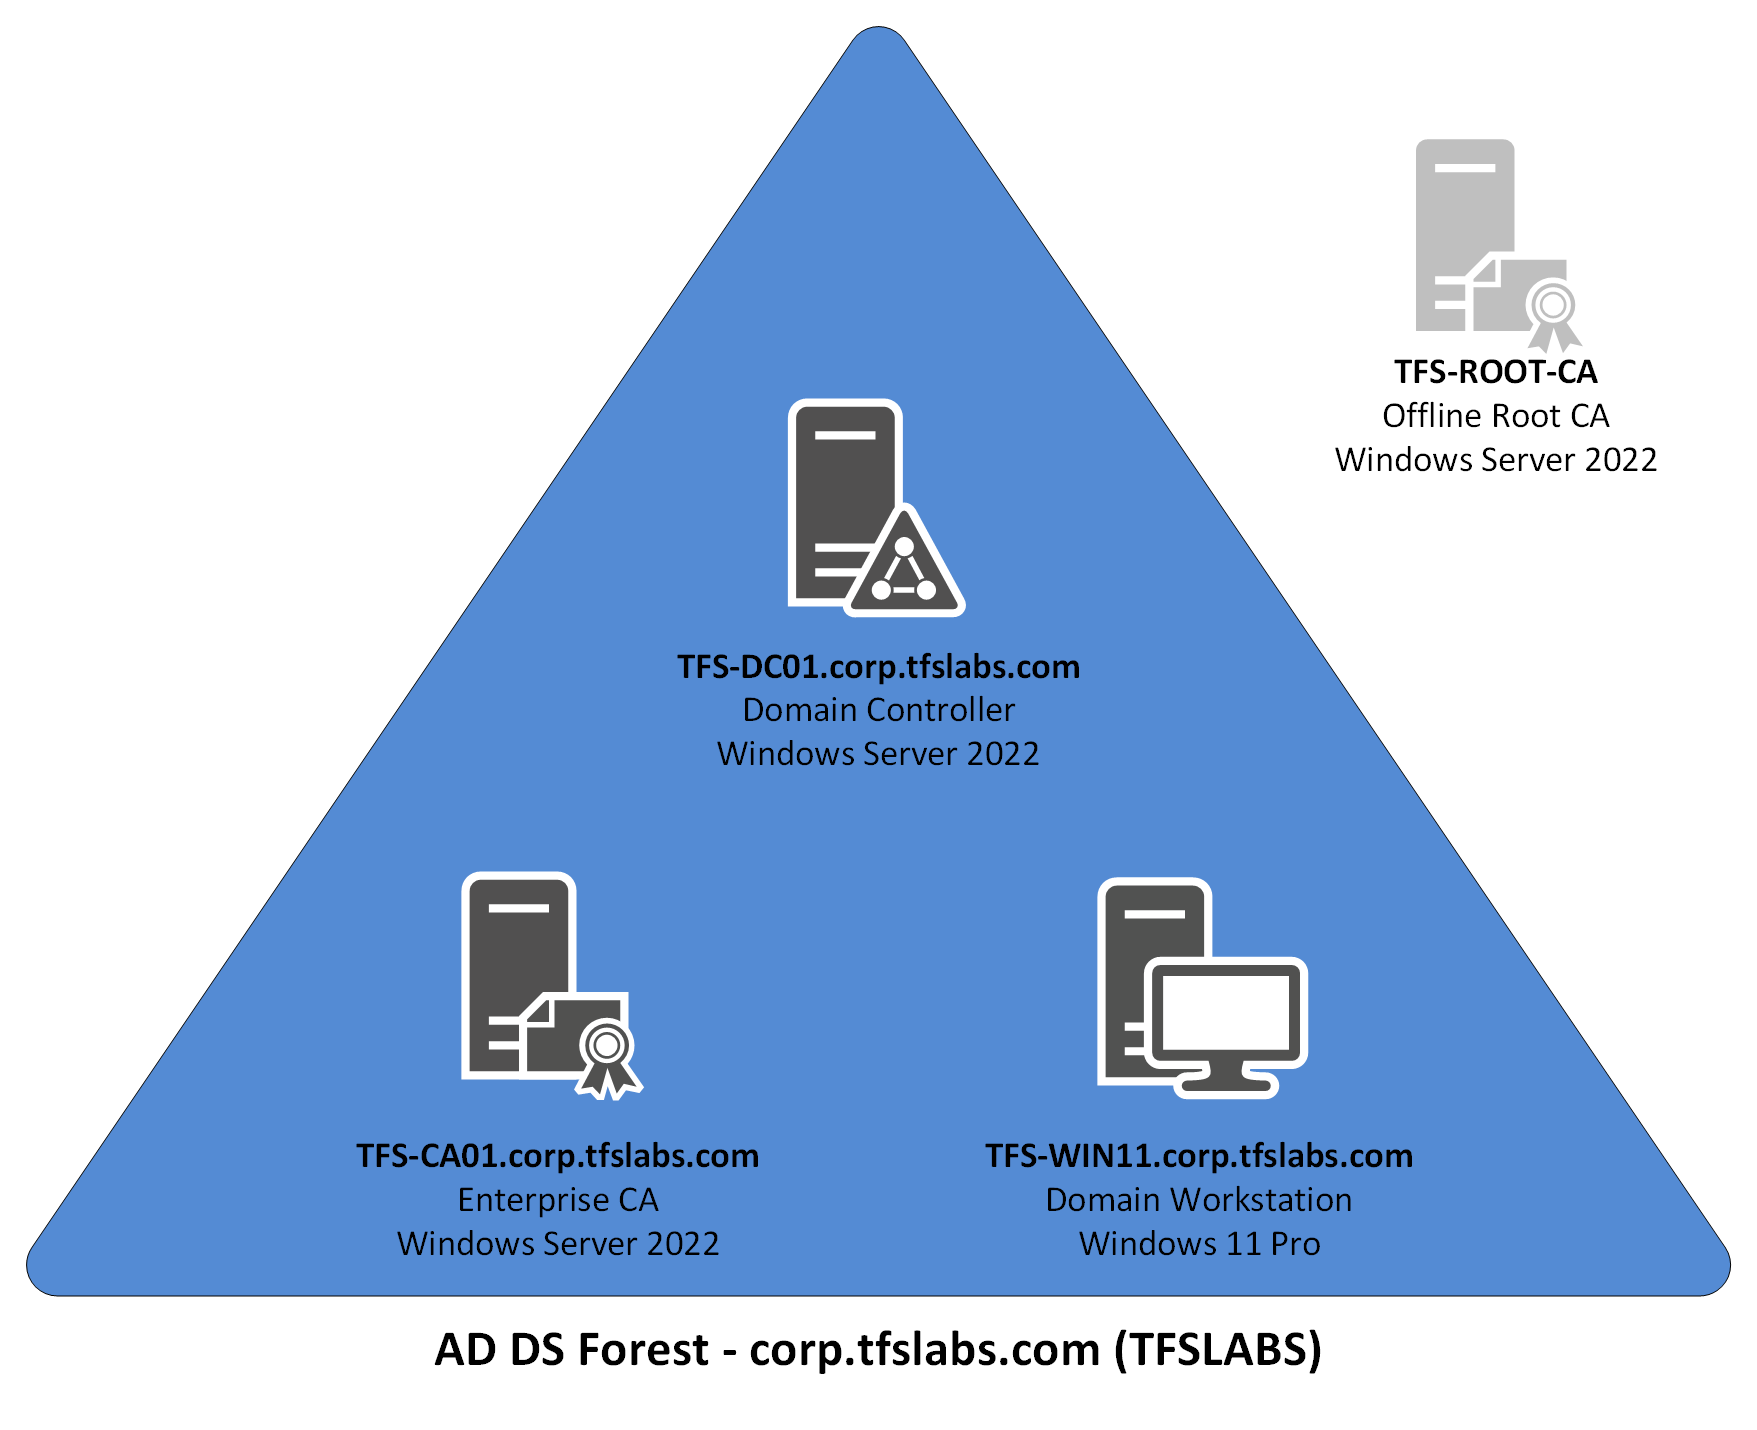 TFS-ROOT-CA
Offline Root CA
Windows Server 2022
TFS-DC01.corp.tfslabs.com
Domain Controller
Windows Server 2022
TFS-CA01.corp.tfslabs.com
Enterprise CA
Windows Server 2022
TFS-WIN11.corp.tfslabs.com
Domain Workstation
Windows 11 Pro
AD DS Forest - corp.tfslabs.com (TFSLABS)